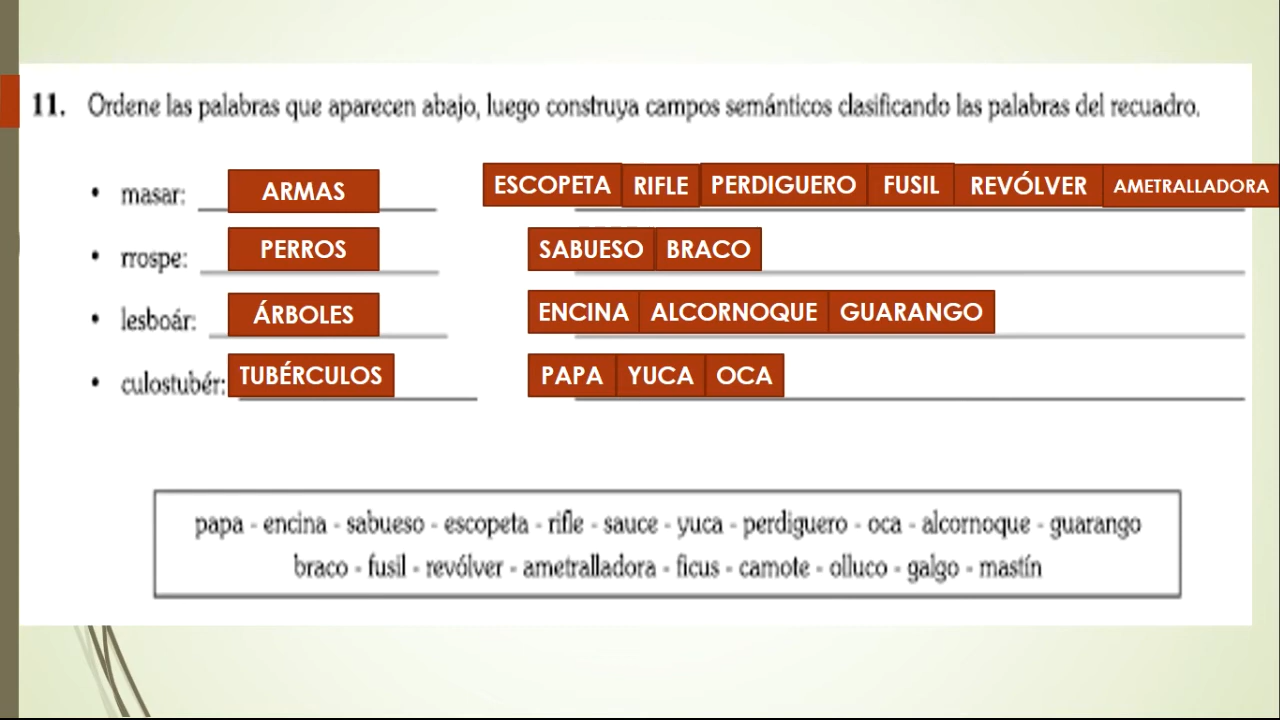 11. Ordene las palabras que aparecen abajo, luego construya campos semánticos clasificando las palabras del recuadro.
• masar: ARMAS ESCOPETA RIFLE PERDIGUERO FUSIL REVÓLVER AMETRALLADORA
• rrospe: PERROS SABUESO BRACO
• lesboár: ÁRBOLES ENCINA ALCORNOQUE GUARANGO
• culostubér: TUBÉRCULOS PAPA YUCA OCA
papa - encina - sabueso - escopeta - rifle - sauce - yuca - perdiguero - oca - alcornoque - guarango
braco - fusil - revólver - ametralladora - ficus - camote - olluco - galgo - mastín